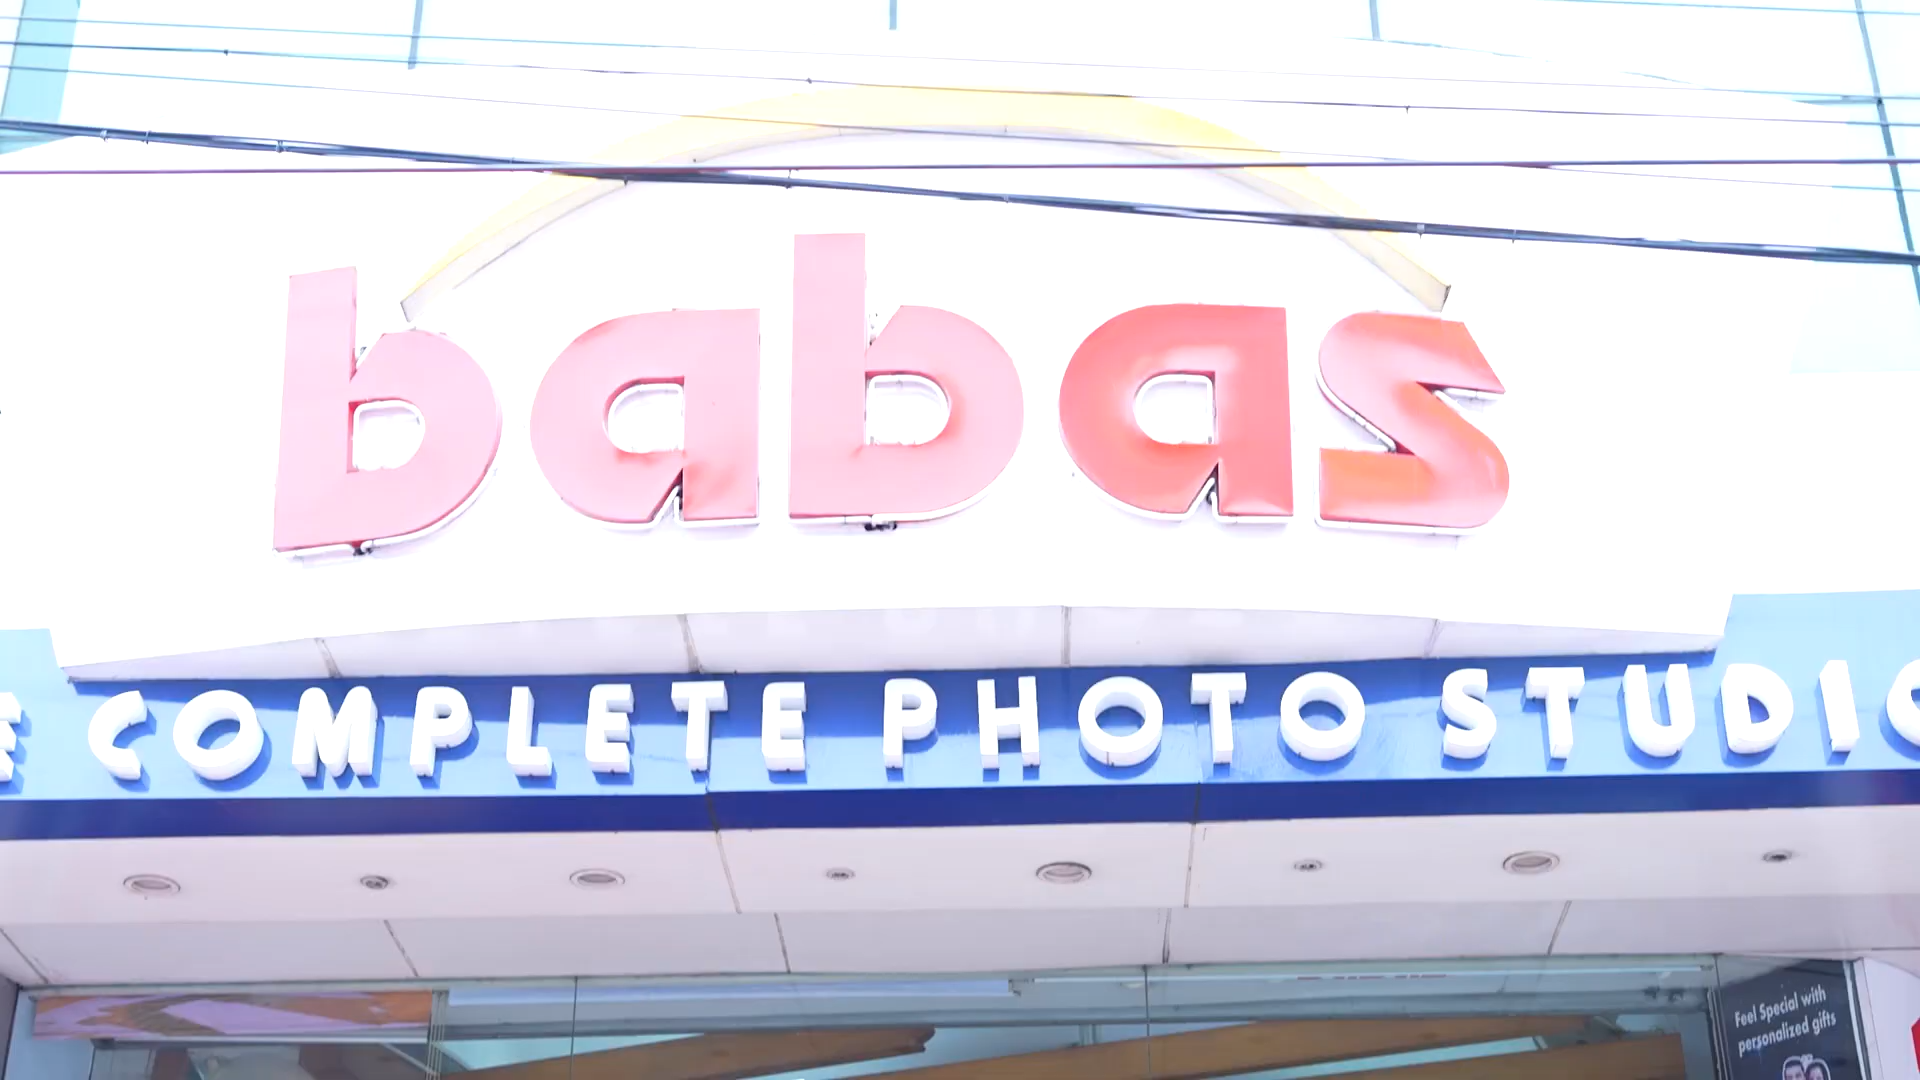 babas
E COMPLETE PHOTO STUDIO
Feel Special with
personalized gifts